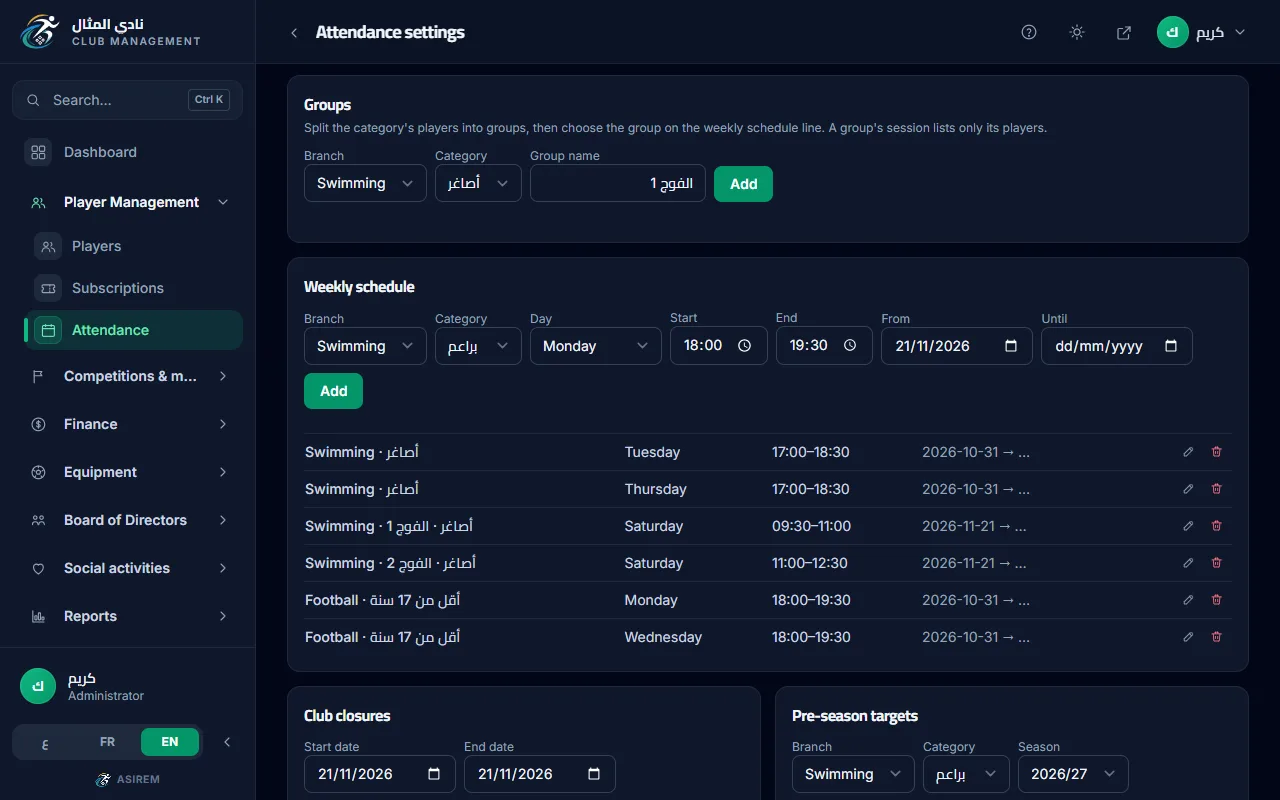 نادي المثال
CLUB MANAGEMENT
Search...
Ctrl K
Dashboard
Player Management
Players
Subscriptions
Attendance
Competitions & m...
Finance
Equipment
Board of Directors
Social activities
Reports
ك
كريم
Administrator
ع FR EN
ASIREM
Attendance settings
ك كريم
Groups
Split the category's players into groups, then choose the group on the weekly schedule line. A group's session lists only its players.
Branch Category Group name
Swimming أصاغر الفوج 1 Add
Weekly schedule
Branch Category Day Start End From Until
Swimming براعم Monday 18:00 19:30 21/11/2026 dd/mm/yyyy
Add
Swimming · أصاغر Tuesday 17:00–18:30 2026-10-31 → ...
Swimming · أصاغر Thursday 17:00–18:30 2026-10-31 → ...
Swimming · أصاغر · الفوج 1 Saturday 09:30–11:00 2026-11-21 → ...
Swimming · أصاغر · الفوج 2 Saturday 11:00–12:30 2026-11-21 → ...
Football · أقل من 17 سنة Monday 18:00–19:30 2026-10-31 → ...
Football · أقل من 17 سنة Wednesday 18:00–19:30 2026-10-31 → ...
Club closures
Start date End date
21/11/2026 21/11/2026
Pre-season targets
Branch Category Season
Swimming براعم 2026/27